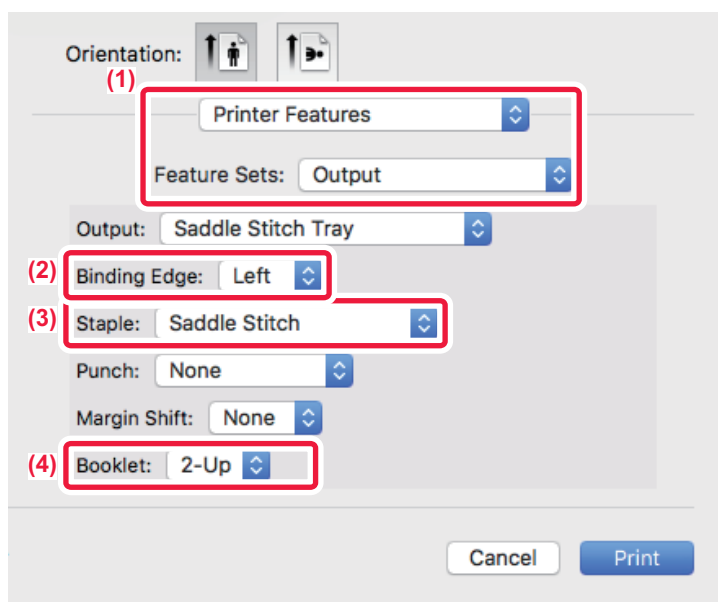 Orientation:
(1)
Printer Features
Feature Sets: Output
Output: Saddle Stitch Tray
(2) Binding Edge: Left
(3) Staple: Saddle Stitch
Punch: None
Margin Shift: None
(4) Booklet: 2-Up
Cancel Print